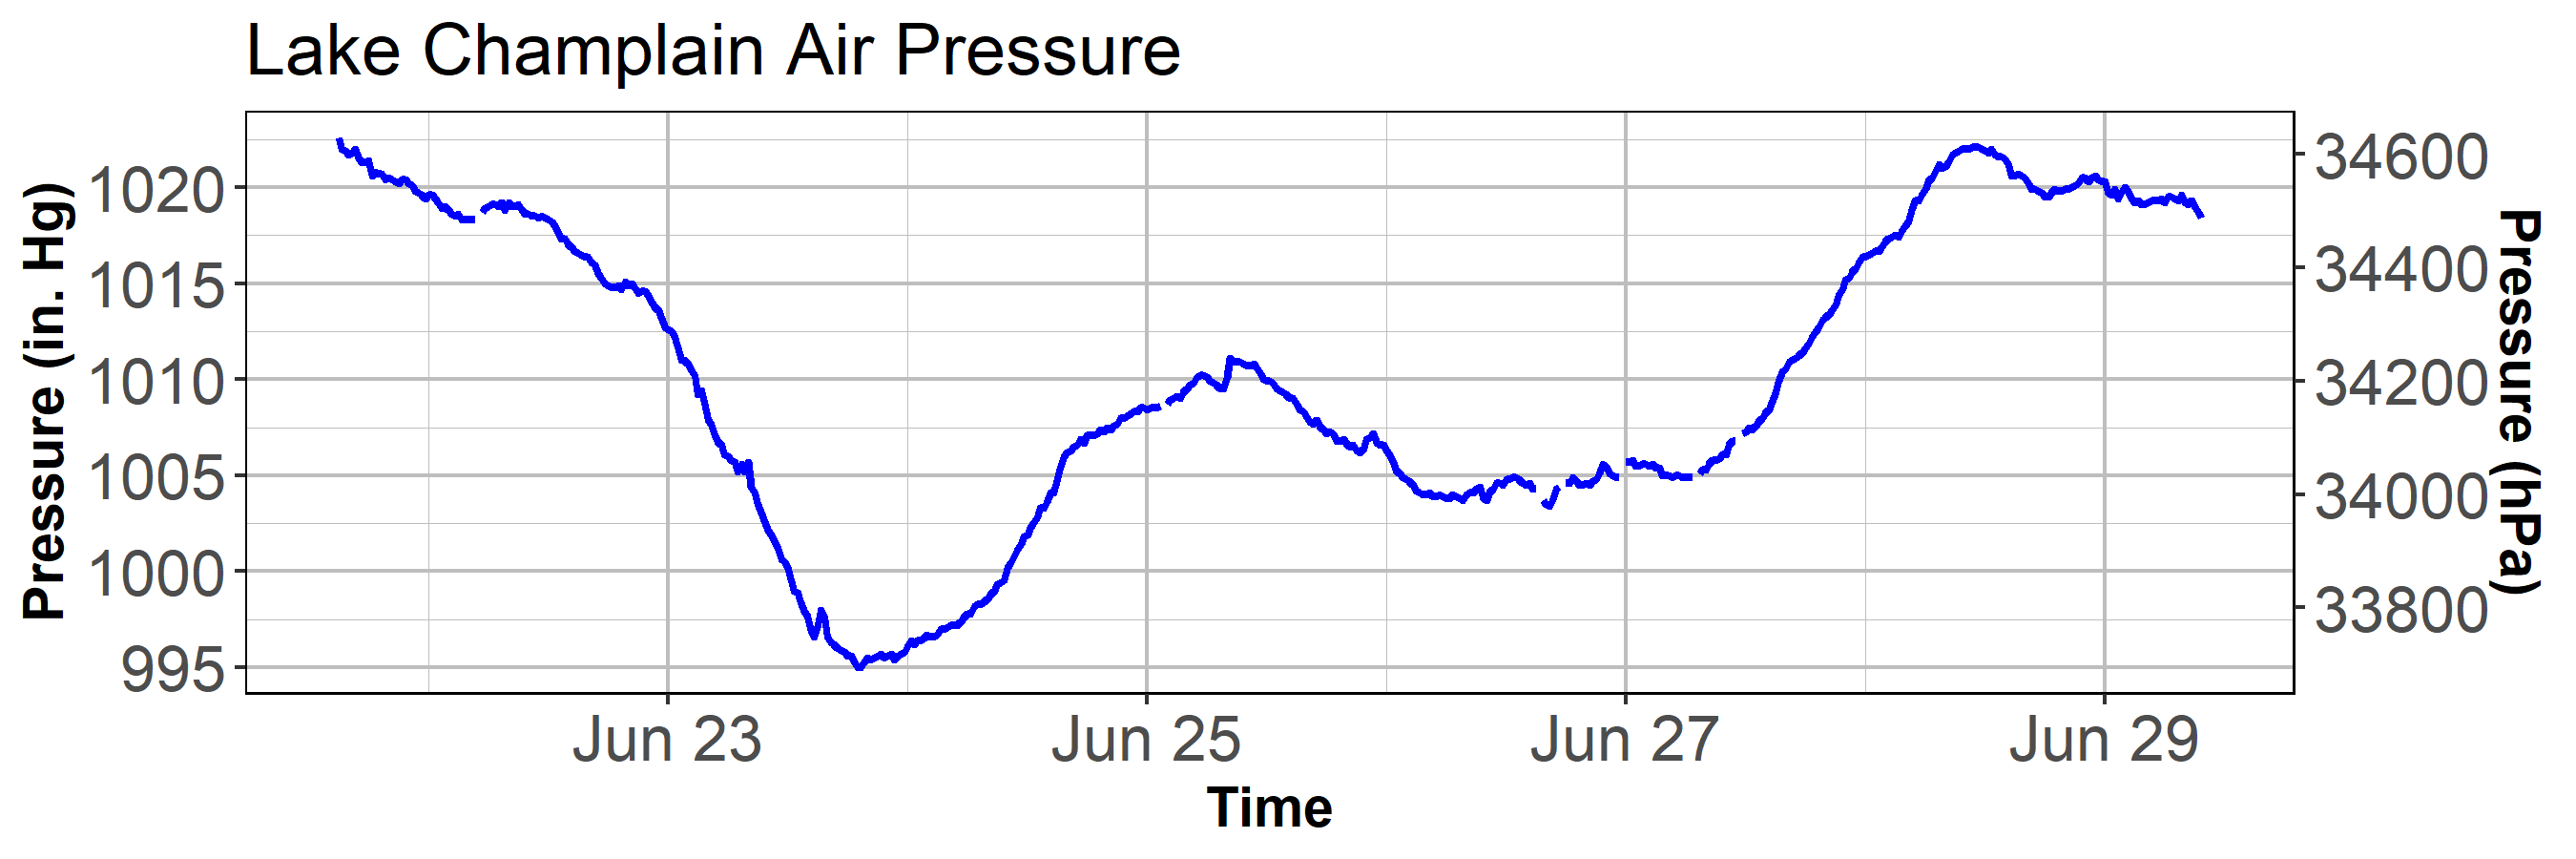 Lake Champlain Air Pressure
Pressure (in. Hg)
1020
1015
1010
1005
1000
995
34600
34400
34200
34000
33800
Pressure (hPa)
Jun 23
Jun 25
Jun 27
Jun 29
Time